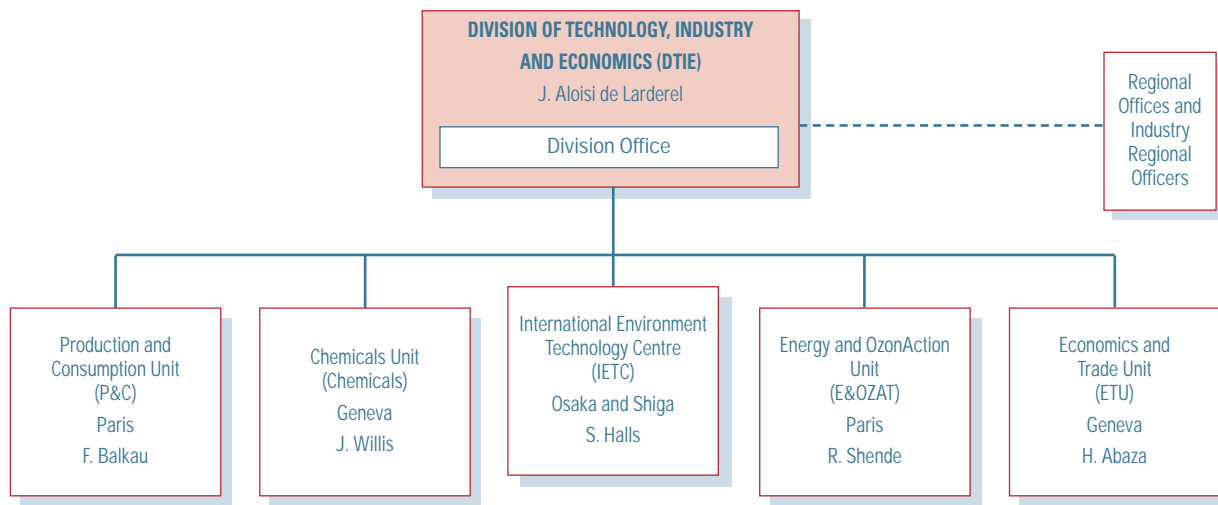 DIVISION OF TECHNOLOGY, INDUSTRY
AND ECONOMICS (DTIE)
J. Aloisi de Larderel
Division Office
Regional
Offices and
Industry
Regional
Officers
Production and
Consumption Unit
(P&C)
Paris
F. Balkau
Chemicals Unit
(Chemicals)
Geneva
J. Willis
International Environment
Technology Centre
(IETC)
Osaka and Shiga
S. Halls
Energy and OzonAction
Unit
(E&OZAT)
Paris
R. Shende
Economics and
Trade Unit
(ETU)
Geneva
H. Abaza